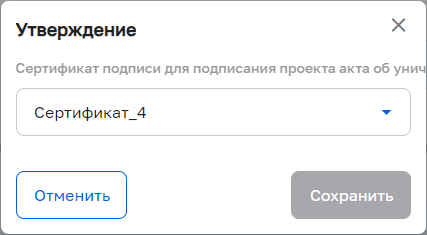 Утверждение
Сертификат подписи для подписания проекта акта об унич
Сертификат_4
Отменить
Сохранить